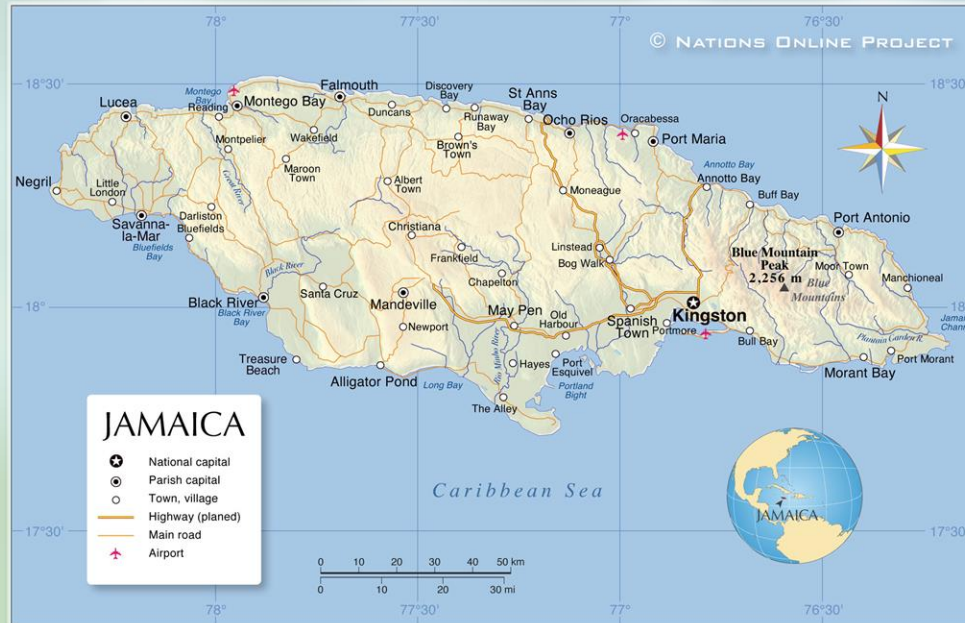 78°
77°30'
77°
76°30'
© NATIONS ONLINE PROJECT
18°30'
18°30'
Montego
Bay
Lucea
Reading
Montego Bay
Falmouth
Duncans
Discovery
Bay
Runaway
Bay
St Anns
Bay
Ocho Rios
Oracabessa
Port Maria
N
Montpelier
Wakefield
Brown's
Town
Maroon
Town
Great River
Albert
Town
Moneague
Annotto Bay
Annotto Bay
Buff Bay
Negril
Little
London
Darliston
Savanna-
la-Mar
Bluefields
Bluefields
Bay
Christiana
Frankfield
Chapelton
Linstead
Bog Walk
Port Antonio
Blue Mountain
Peak
2,256 m
Blue
Mountains
Moor Town
Manchioneal
Black River
18°
Black River
Black River
Bay
Santa Cruz
Mandeville
Newport
May Pen
Old
Harbour
Spanish
Town
Kingston
Portmore
Bull Bay
18°
Jama
Chann
Plantain Garden R.
Port Morant
Morant Bay
Treasure
Beach
Alligator Pond
Long Bay
Rio Minho River
Hayes
Port
Esquivel
Portland
Bight
The Alley
JAMAICA
National capital
Parish capital
Town, village
Highway (planed)
Main road
Airport
Caribbean Sea
JAMAICA
17°30'
17°30
0 10 20 30 40 50 km
0 10 20 30 mi
78°
77°30'
77°
76°30'